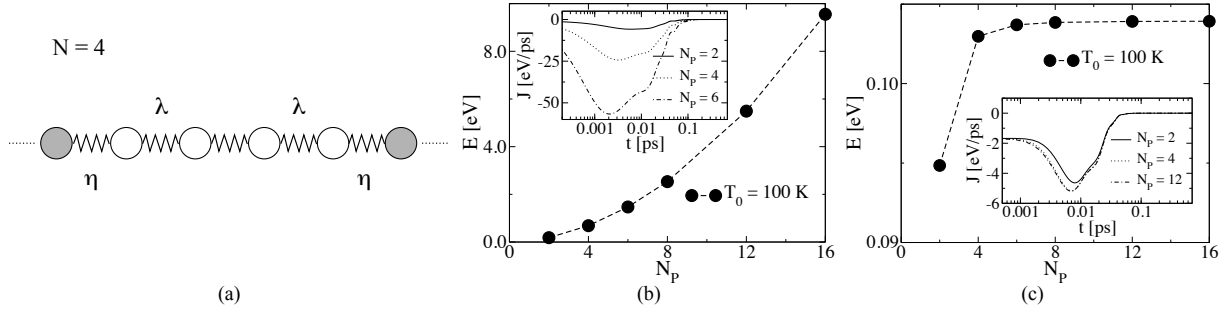 N = 4
λ λ
η η
(a)
E [eV]
8.0
4.0
0.0
0 4 8 12 16
N_P
T_0 = 100 K
J [eV/ps]
0
-25
-50
0.001 0.01 0.1
t [ps]
N_P = 2
N_P = 4
N_P = 6
(b)
E [eV]
0.10
0.09
0 4 8 12 16
N_P
T_0 = 100 K
J [eV/ps]
0
-2
-4
-6
0.001 0.01 0.1
t [ps]
N_P = 2
N_P = 4
N_P = 12
(c)